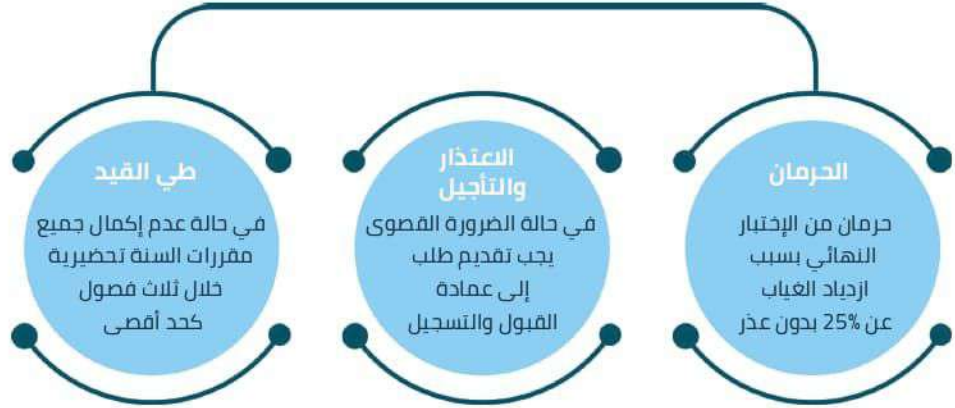 الحرمان
حرمان من الإختبار
النهائي بسبب
ازدياد الغياب
عن 25% بدون عذر
الاعتذار
والتأجيل
في حالة الضرورة القصوى
يجب تقديم طلب
إلى عمادة
القبول والتسجيل
طي القيد
في حالة عدم إكمال جميع
مقررات السنة تحضيرية
خلال ثلاث فصول
كحد أقصى